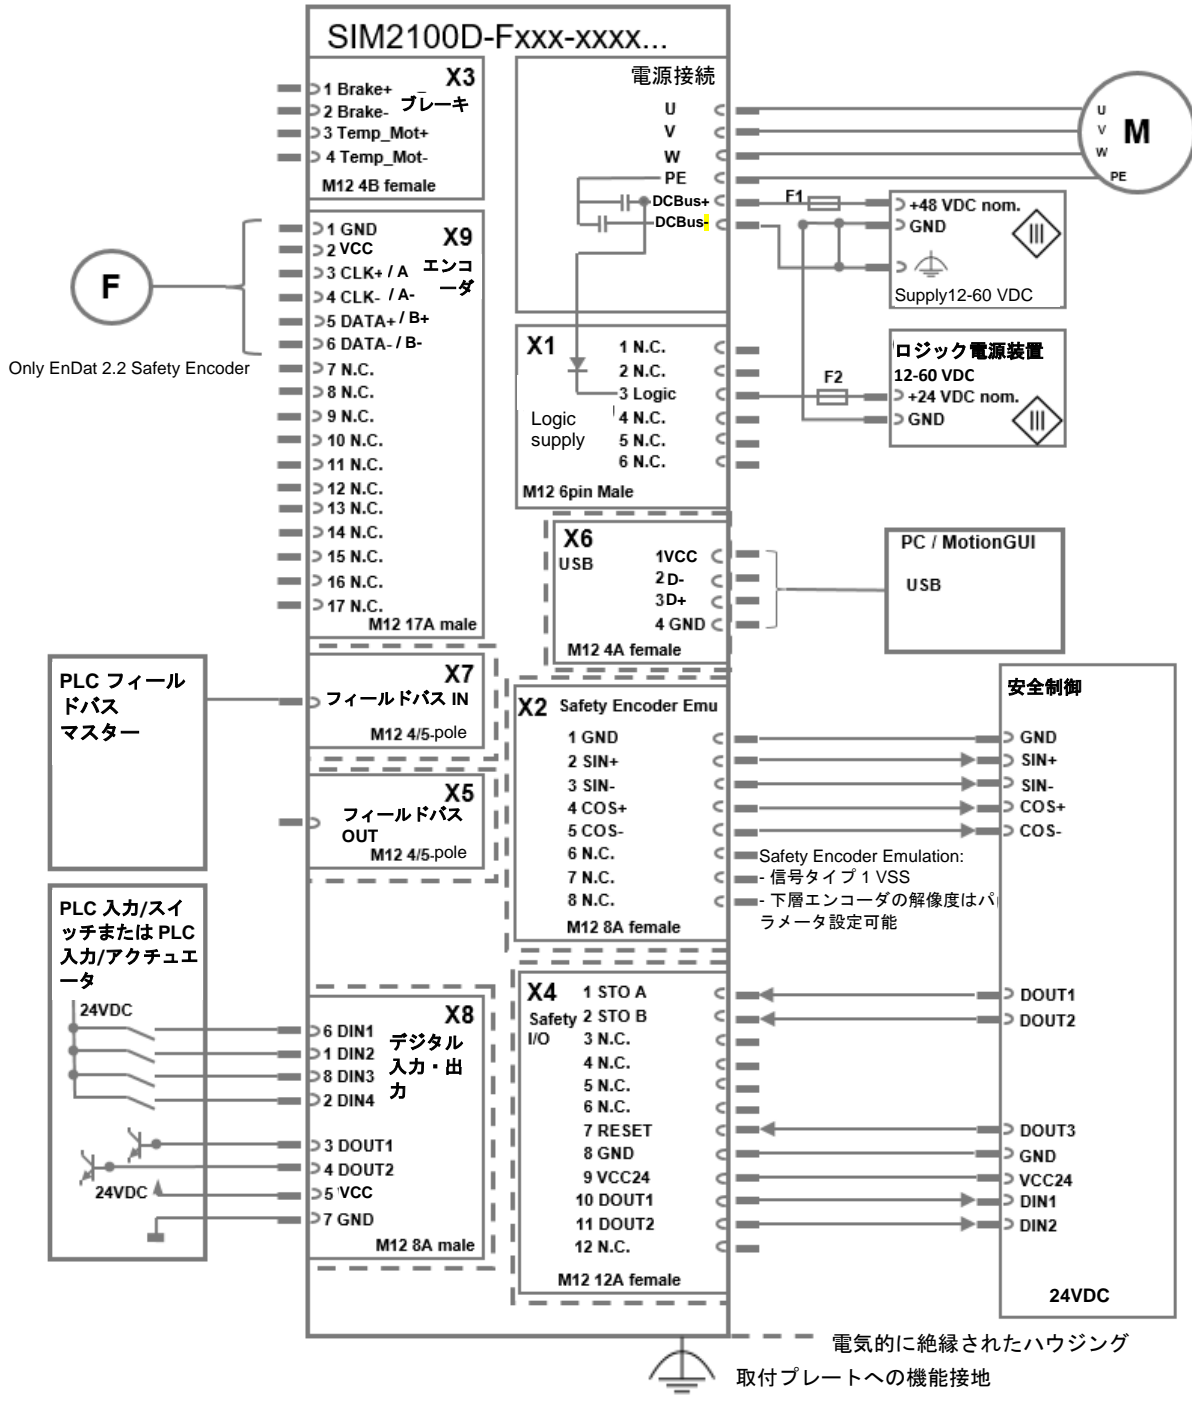 SIM2100D-Fxxx-xxxx...
X3
1 Brake+
ブレーキ
2 Brake-
3 Temp_Mot+
4 Temp_Mot-
M12 4B female
X9
エンコ
ーダ
1 GND
2 VCC
3 CLK+ / A
4 CLK- / A-
5 DATA+ / B+
6 DATA- / B-
7 N.C.
8 N.C.
9 N.C.
10 N.C.
11 N.C.
12 N.C.
13 N.C.
14 N.C.
15 N.C.
16 N.C.
17 N.C.
M12 17A male
F
Only EnDat 2.2 Safety Encoder
X7
フィールドバス IN
M12 4/5-pole
X5
フィールドバス
OUT
M12 4/5-pole
PLC フィール
ドバス
マスター
PLC 入力/スイ
ッチまたは PLC
入力/アクチュエ
ータ
24VDC
24VDC
X8
デジタル
入力・出
力
6 DIN1
1 DIN2
8 DIN3
2 DIN4
3 DOUT1
4 DOUT2
5 VCC
7 GND
M12 8A male
電源接続
U
V
W
PE
DCBus+
DCBus-
U
V
W
PE
M
F1
+48 VDC nom.
GND
Supply12-60 VDC
X1
Logic
supply
1 N.C.
2 N.C.
3 Logic
4 N.C.
5 N.C.
6 N.C.
M12 6pin Male
F2
ロジック電源装置
12-60 VDC
+24 VDC nom.
GND
X6
USB
1VCC
2 D-
3D+
4 GND
M12 4A female
PC / MotionGUI
USB
X2
Safety Encoder Emu
1 GND
2 SIN+
3 SIN-
4 COS+
5 COS-
6 N.C.
7 N.C.
8 N.C.
M12 8A female
Safety Encoder Emulation:
- 信号タイプ 1 VSS
- 下層エンコーダの解像度はパ
ラメータ設定可能
X4
Safety
I/O
1 STO A
2 STO B
3 N.C.
4 N.C.
5 N.C.
6 N.C.
7 RESET
8 GND
9 VCC24
10 DOUT1
11 DOUT2
12 N.C.
M12 12A female
安全制御
GND
SIN+
SIN-
COS+
COS-
DOUT1
DOUT2
DOUT3
GND
VCC24
DIN1
DIN2
24VDC
電気的に絶縁されたハウジング
取付プレートへの機能接地